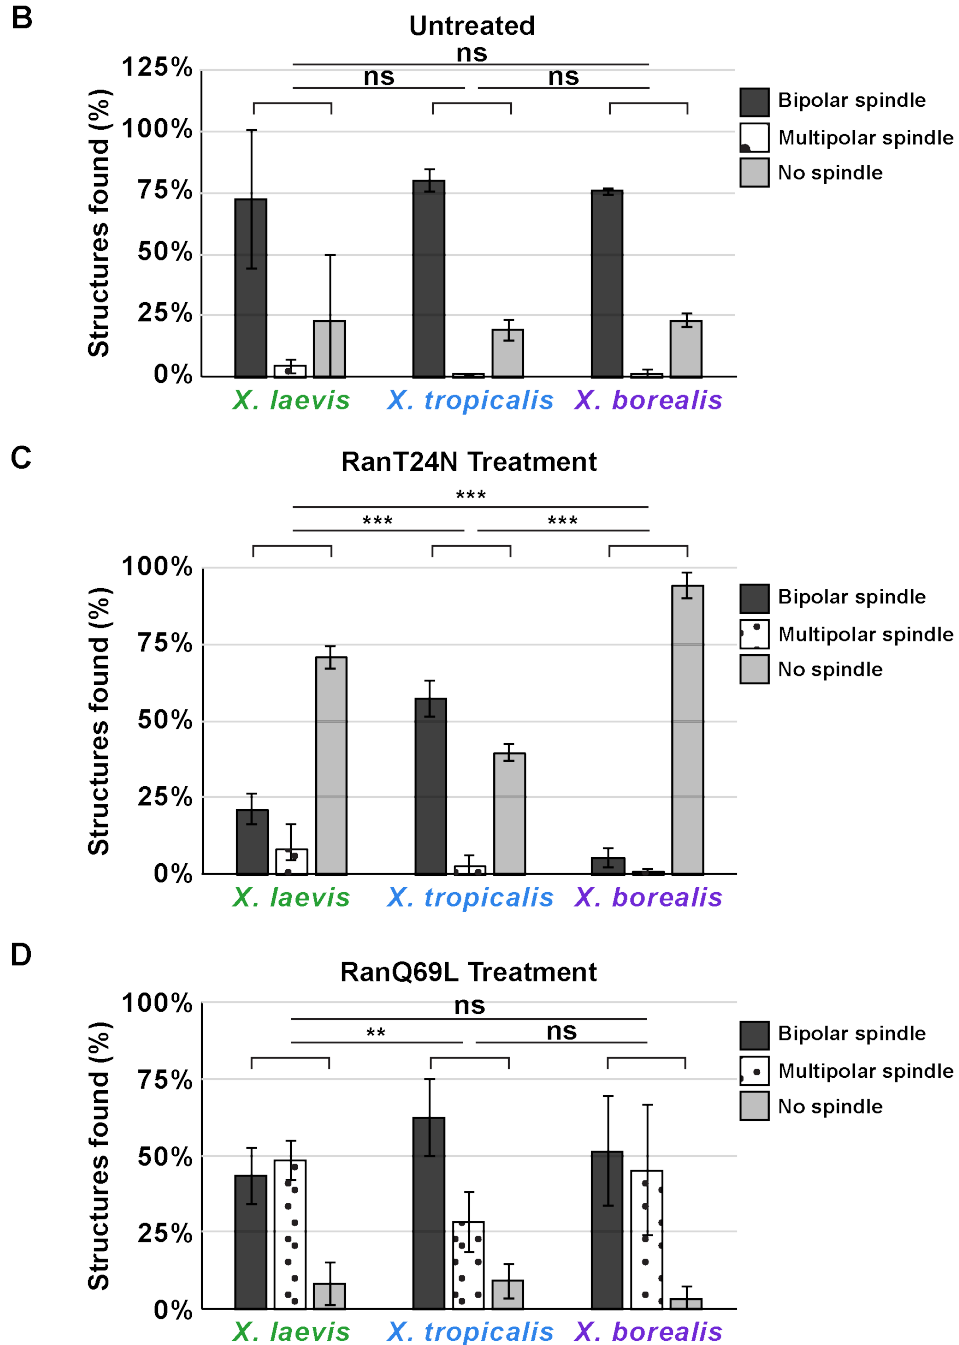 B
Untreated
ns
ns ns
125%
100%
75%
50%
25%
0%
Structures found (%)
Bipolar spindle
Multipolar spindle
No spindle
X. laevis X. tropicalis X. borealis
C
RanT24N Treatment
***
*** ***
100%
75%
50%
25%
0%
Structures found (%)
Bipolar spindle
Multipolar spindle
No spindle
X. laevis X. tropicalis X. borealis
D
RanQ69L Treatment
ns
** ns
100%
75%
50%
25%
0%
Structures found (%)
Bipolar spindle
Multipolar spindle
No spindle
X. laevis X. tropicalis X. borealis